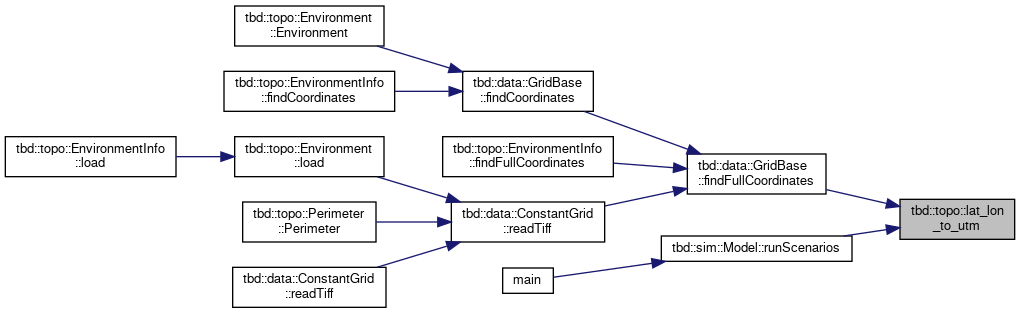 tbd::topo::Environment
::Environment
tbd::topo::EnvironmentInfo
::findCoordinates
tbd::data::GridBase
::findCoordinates
tbd::topo::EnvironmentInfo
::load
tbd::topo::Environment
::load
tbd::topo::EnvironmentInfo
::findFullCoordinates
tbd::data::GridBase
::findFullCoordinates
tbd::topo::Perimeter
::Perimeter
tbd::data::ConstantGrid
::readTiff
tbd::topo::lat_lon
_to_utm
tbd::sim::Model::runScenarios
tbd::data::ConstantGrid
::readTiff
main